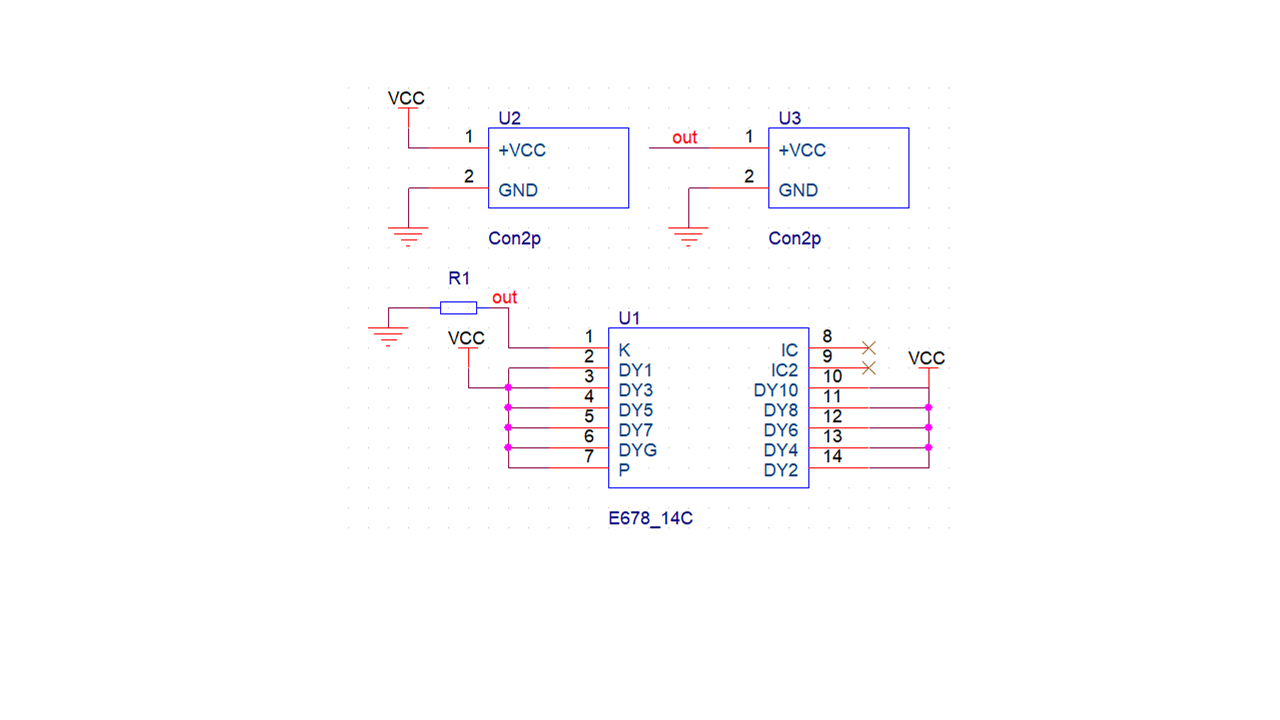 VCC
U2
1
+VCC
2
GND
Con2p
out
U3
1
+VCC
2
GND
Con2p
R1
out
VCC
U1
1
K
2
DY1
3
DY3
4
DY5
5
DY7
6
DYG
7
P
8
IC
9
IC2
10
DY10
11
DY8
12
DY6
13
DY4
14
DY2
VCC
E678_14C